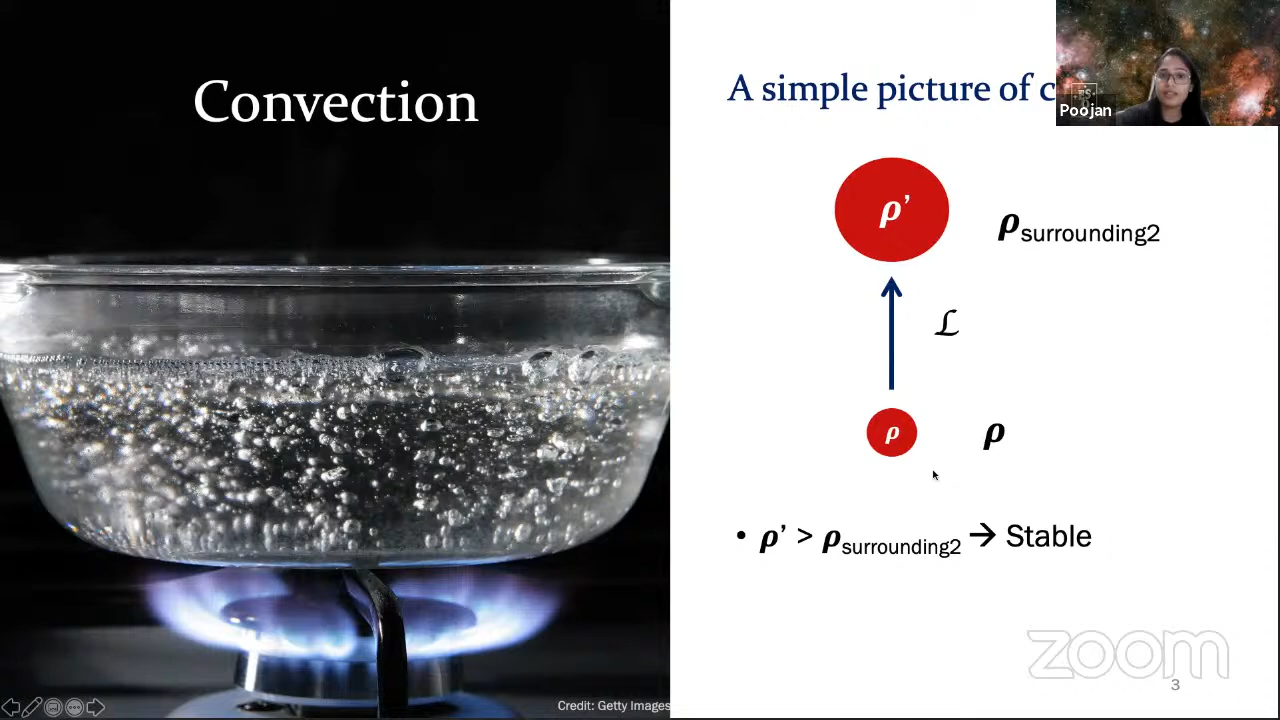 Convection
A simple picture of c
Poojan
ρ’
ρsurrounding2
ℒ
ρ
ρ
• ρ’ > ρsurrounding2 → Stable
zoom
3
Credit: Getty Images